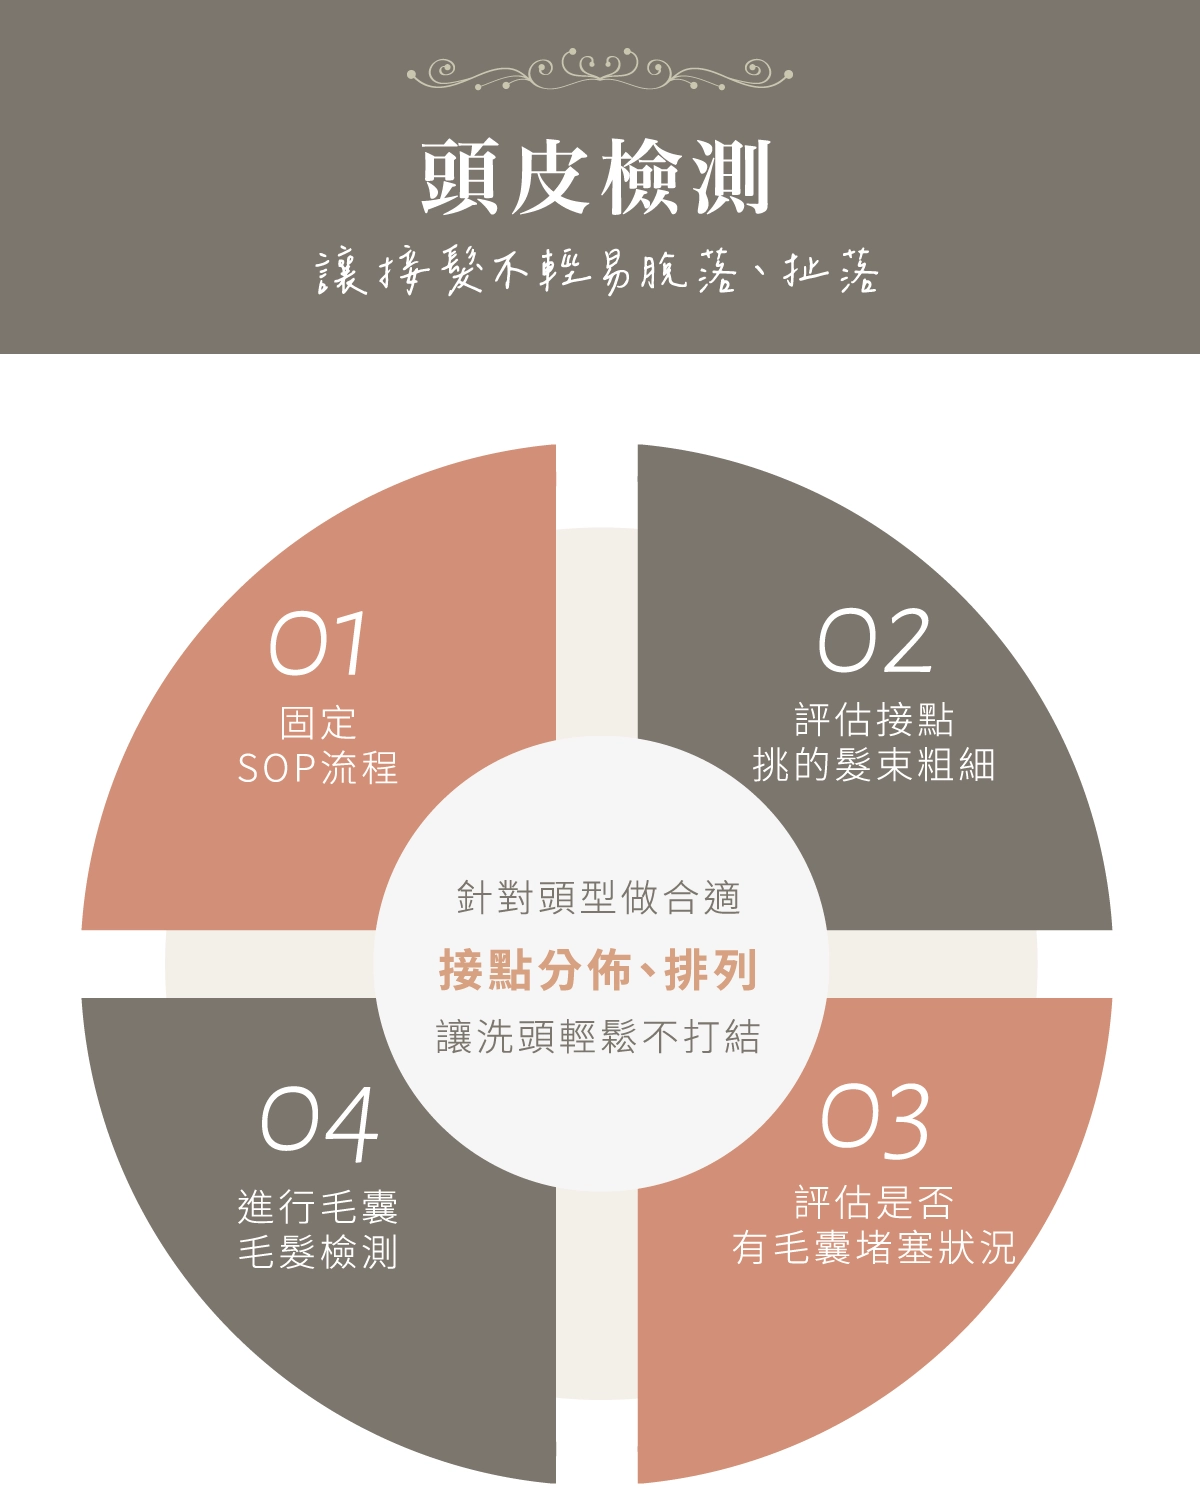 頭皮檢測
讓接髮不輕易脫落、扯落
01
固定
SOP流程
02
評估接點
挑的髮束粗細
針對頭型做合適
接點分佈、排列
讓洗頭輕鬆不打結
03
評估是否
有毛囊堵塞狀況
04
進行毛囊
毛髮檢測